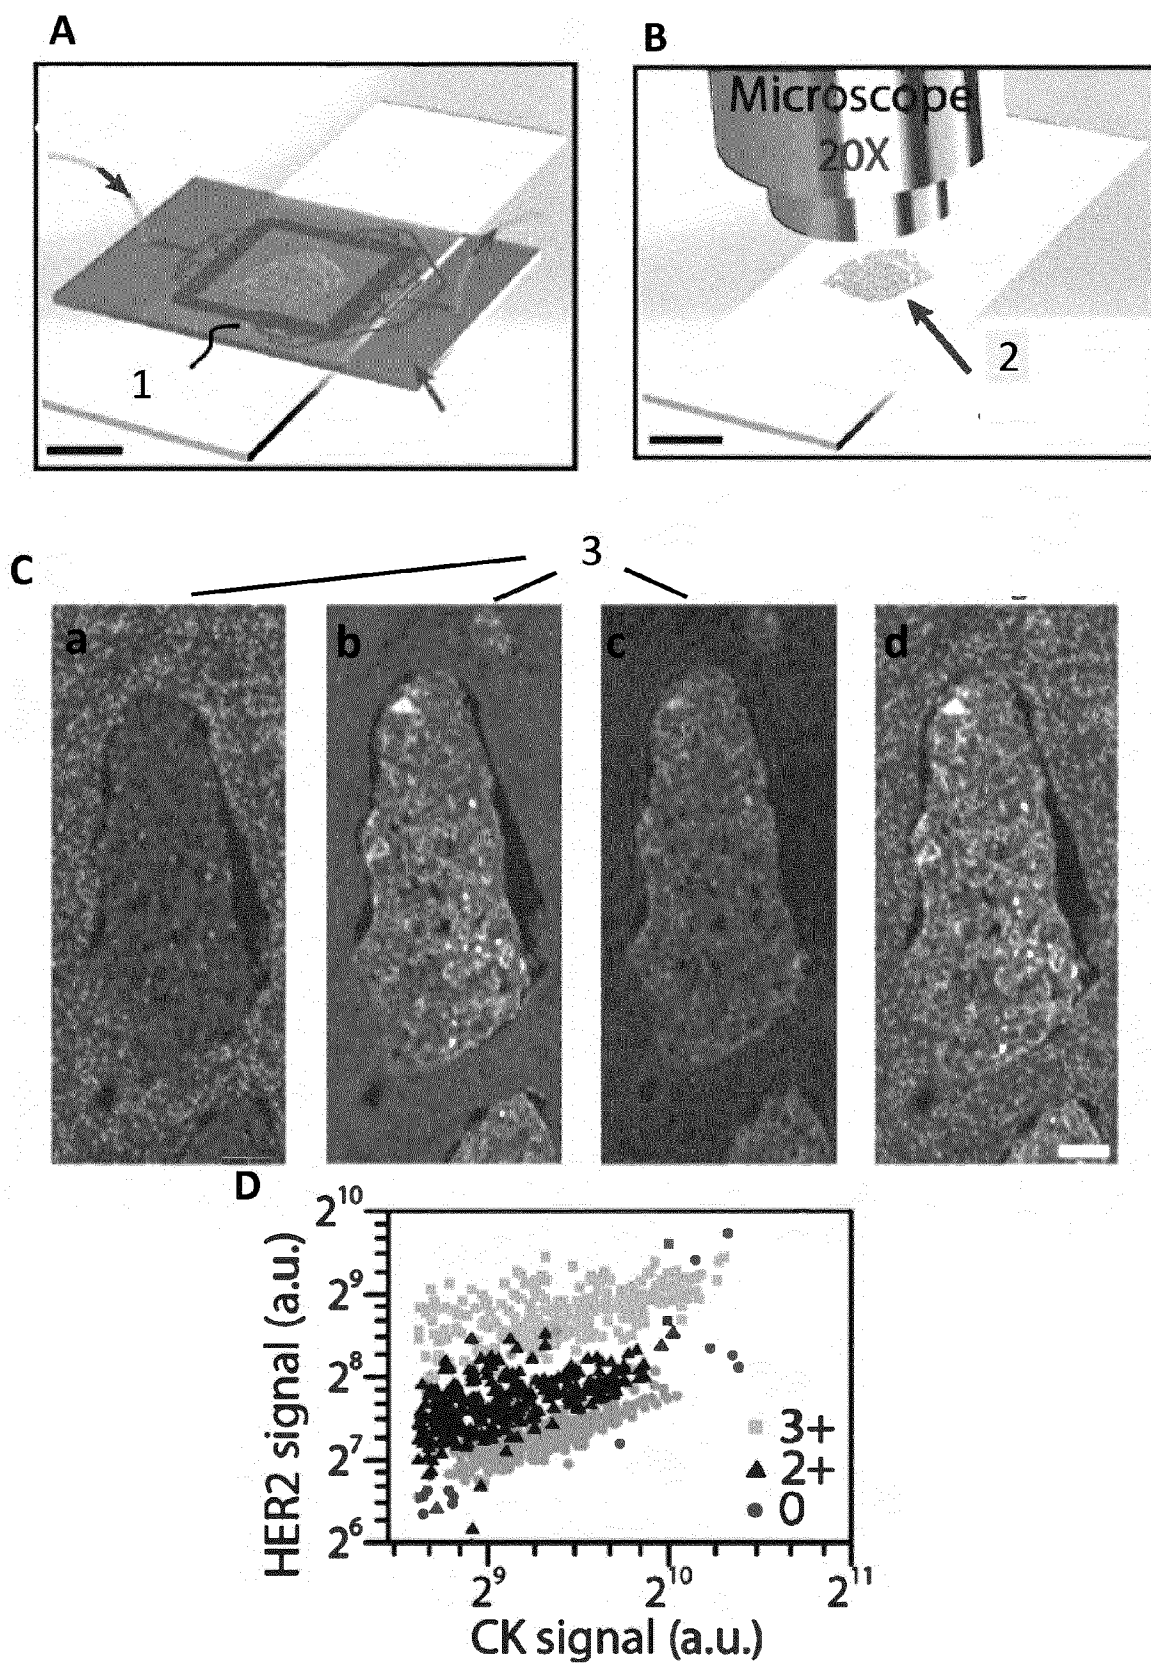 A
B
Microscope
20X
1
2
C
3
a
b
c
d
D
2^10
2^9
2^8
2^7
2^6
HER2 signal (a.u.)
3+
2+
0
2^9
2^10
2^11
CK signal (a.u.)